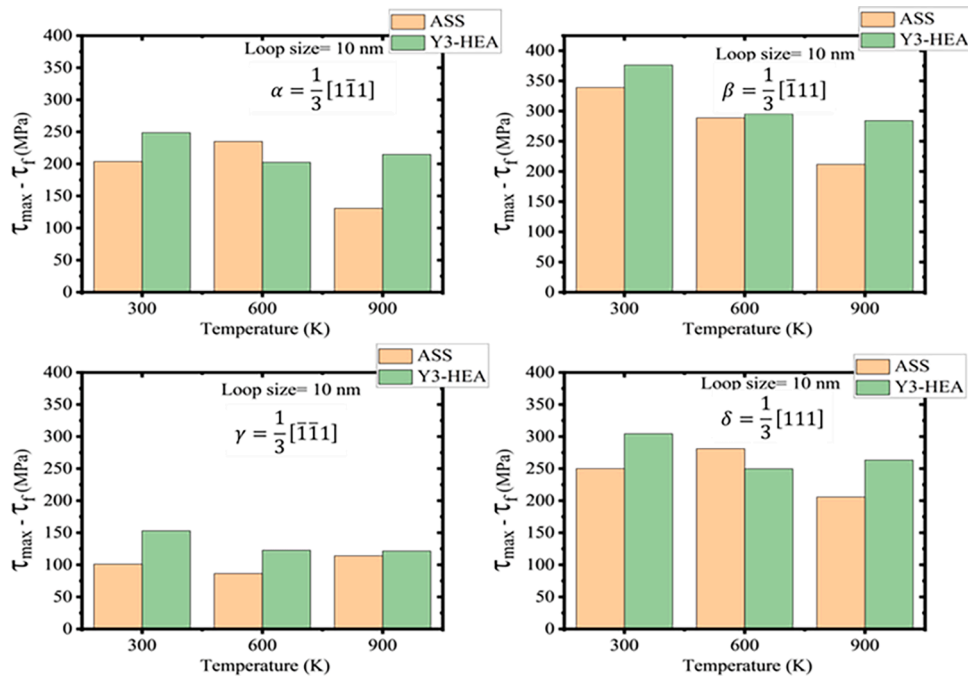 ASS
Y3-HEA
Loop size= 10 nm
α = 1/3 [11̄1]
τmax - τf (MPa)
400
350
300
250
200
150
100
50
0
300 600 900
Temperature (K)
ASS
Y3-HEA
Loop size= 10 nm
β = 1/3 [1̄11]
τmax - τf (MPa)
400
350
300
250
200
150
100
50
0
300 600 900
Temperature (K)
ASS
Y3-HEA
Loop size= 10 nm
γ = 1/3 [1̄1̄1]
τmax - τf (MPa)
400
350
300
250
200
150
100
50
0
300 600 900
Temperature (K)
ASS
Y3-HEA
Loop size= 10 nm
δ = 1/3 [111]
τmax - τf (MPa)
400
350
300
250
200
150
100
50
0
300 600 900
Temperature (K)